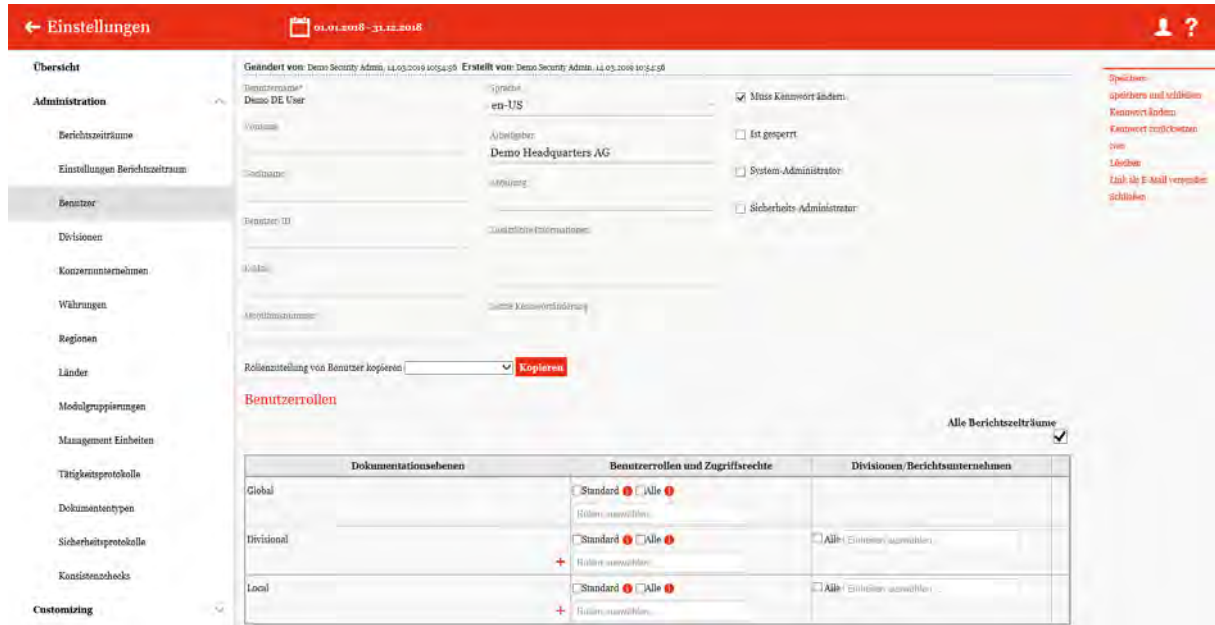 ← Einstellungen
01.01.2018 - 31.12.2018
?
Übersicht
Administration
Berichtszeiträume
Einstellungen Berichtszeitraum
Benutzer
Divisionen
Konzernunternehmen
Währungen
Regionen
Länder
Modulgruppierungen
Management Einheiten
Tätigkeitsprotokolle
Dokumententypen
Sicherheitsprotokolle
Konsistenzchecks
Customizing
Geändert von: Demo Security Admin, 14.03.2019 10:54:56 Erstellt von: Demo Security Admin, 14.03.2019 10:54:56
Benutzername*
Demo DE User
Vorname
Nachname
Benutzer-ID
E-Mail
Sprache
en-US
Arbeitgeber
Demo Headquarters AG
Abteilung
Zusätzliche Informationen
Letzte Kennwortänderung
Muss Kennwort ändern
Ist gesperrt
System-Administrator
Sicherheits-Administrator
Speichern
Speichern und schließen
Kennwort ändern
Kennwort zurücksetzen
Löschen
Link als E-Mail versenden
Schließen
Rollenzuteilung von Benutzer kopieren
Kopieren
Benutzerrollen
Alle Berichtszeiträume
Dokumentationsebenen Benutzerrollen und Zugriffsrechte Divisionen/Berichtsunternehmen
Global Standard Alle
Rollen auswählen...
Divisional Standard Alle Alle Einheiten auswählen...
+ Rollen auswählen...
Local Standard Alle Alle Einheiten auswählen...
+ Rollen auswählen...